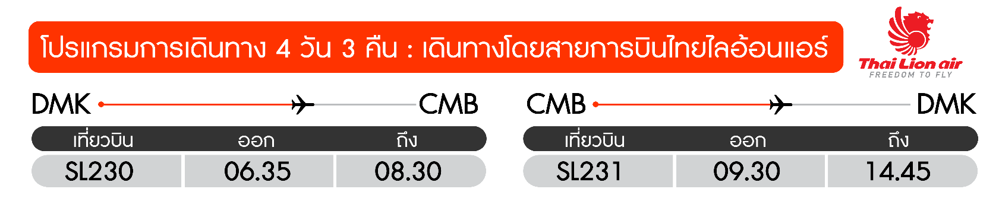 โปรแกรมการเดินทาง 4 วัน 3 คืน : เดินทางโดยสายการบินไทยไลอ้อนแอร์
Thai Lion air
FREEDOM TO FLY
DMK CMB
เที่ยวบิน ออก ถึง
SL230 06.35 08.30
CMB DMK
เที่ยวบิน ออก ถึง
SL231 09.30 14.45